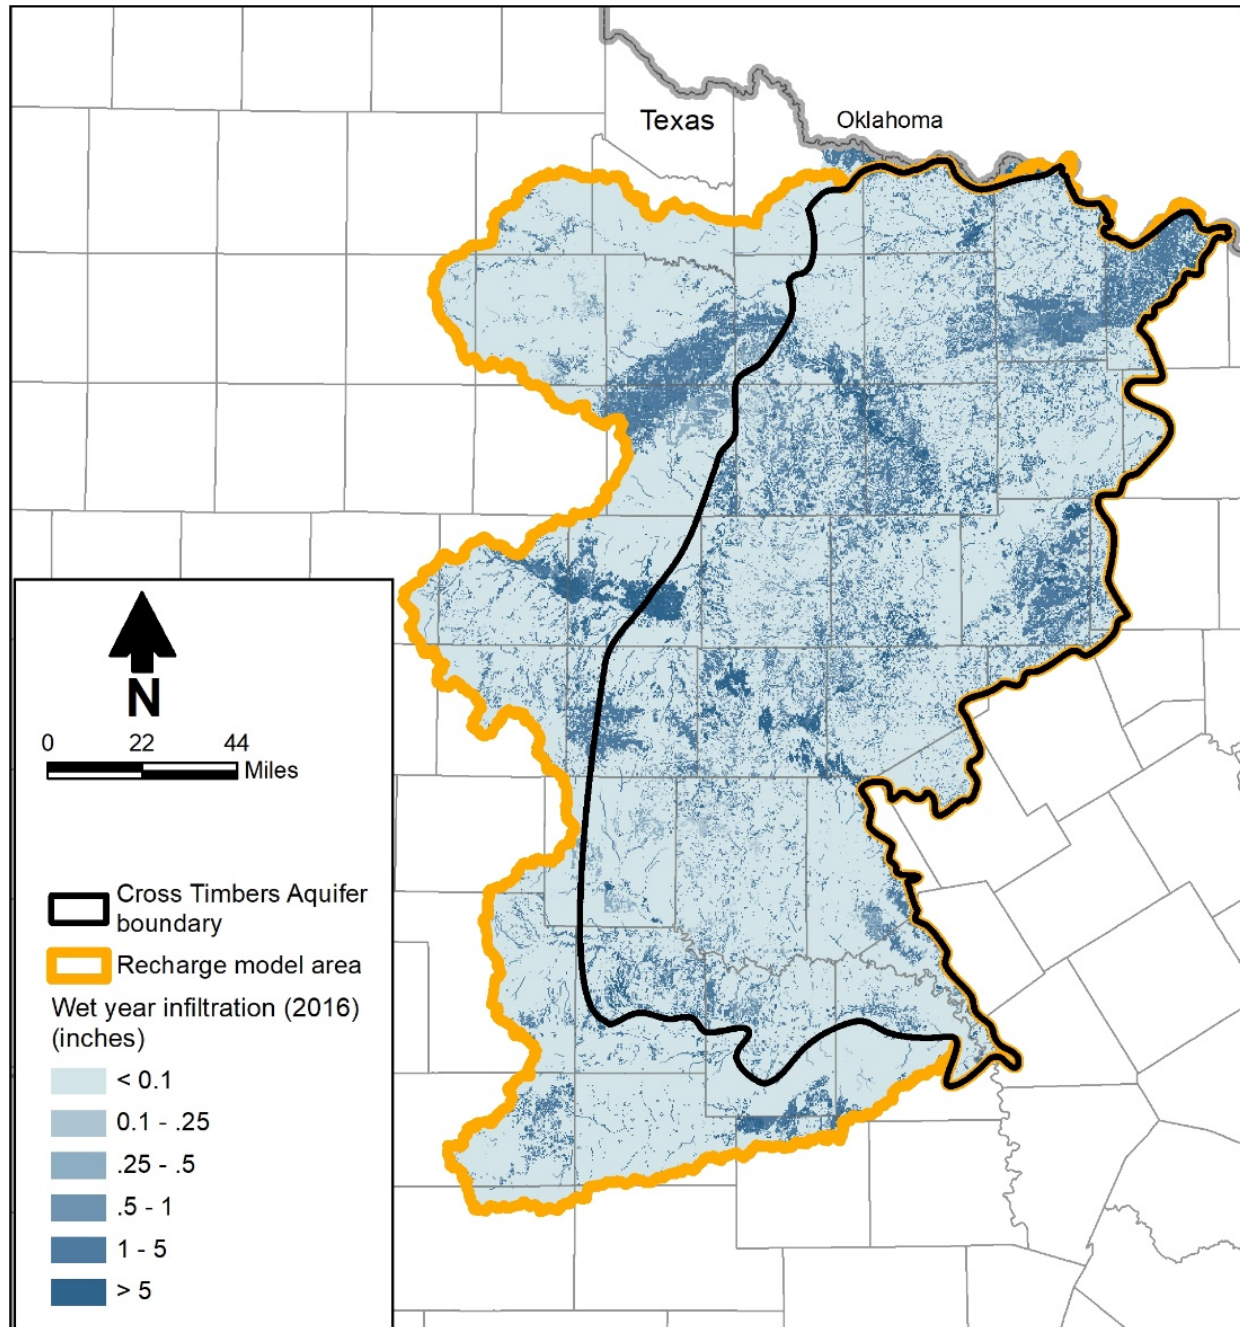 Texas
Oklahoma
N
0 22 44
Miles
Cross Timbers Aquifer
boundary
Recharge model area
Wet year infiltration (2016)
(inches)
< 0.1
0.1 - .25
.25 - .5
.5 - 1
1 - 5
> 5